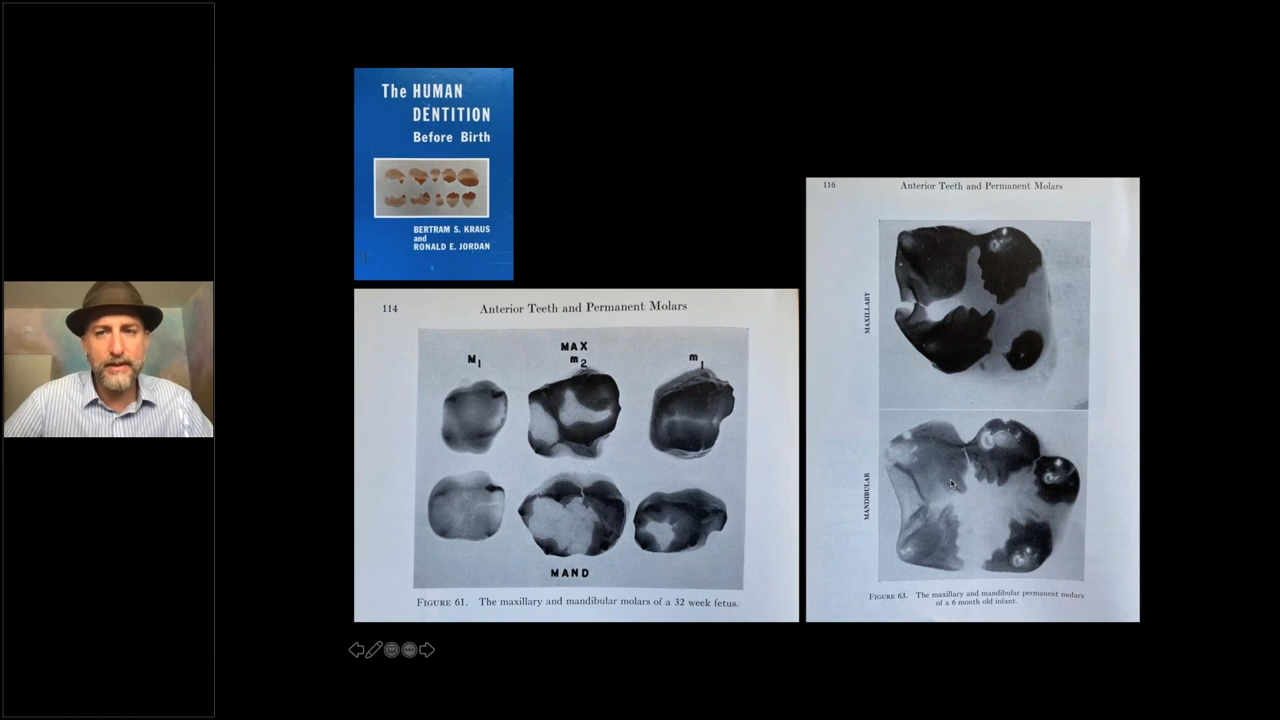 The HUMAN
DENTITION
Before Birth
BERTRAM S. KRAUS
and
RONALD E. JORDAN
114
Anterior Teeth and Permanent Molars
MAX
M1
m2
m1
MAND
FIGURE 61. The maxillary and mandibular molars of a 32 week fetus.
116
Anterior Teeth and Permanent Molars
MAXILLARY
MANDIBULAR
FIGURE 63. The maxillary and mandibular permanent molars
of a 6 month old infant.